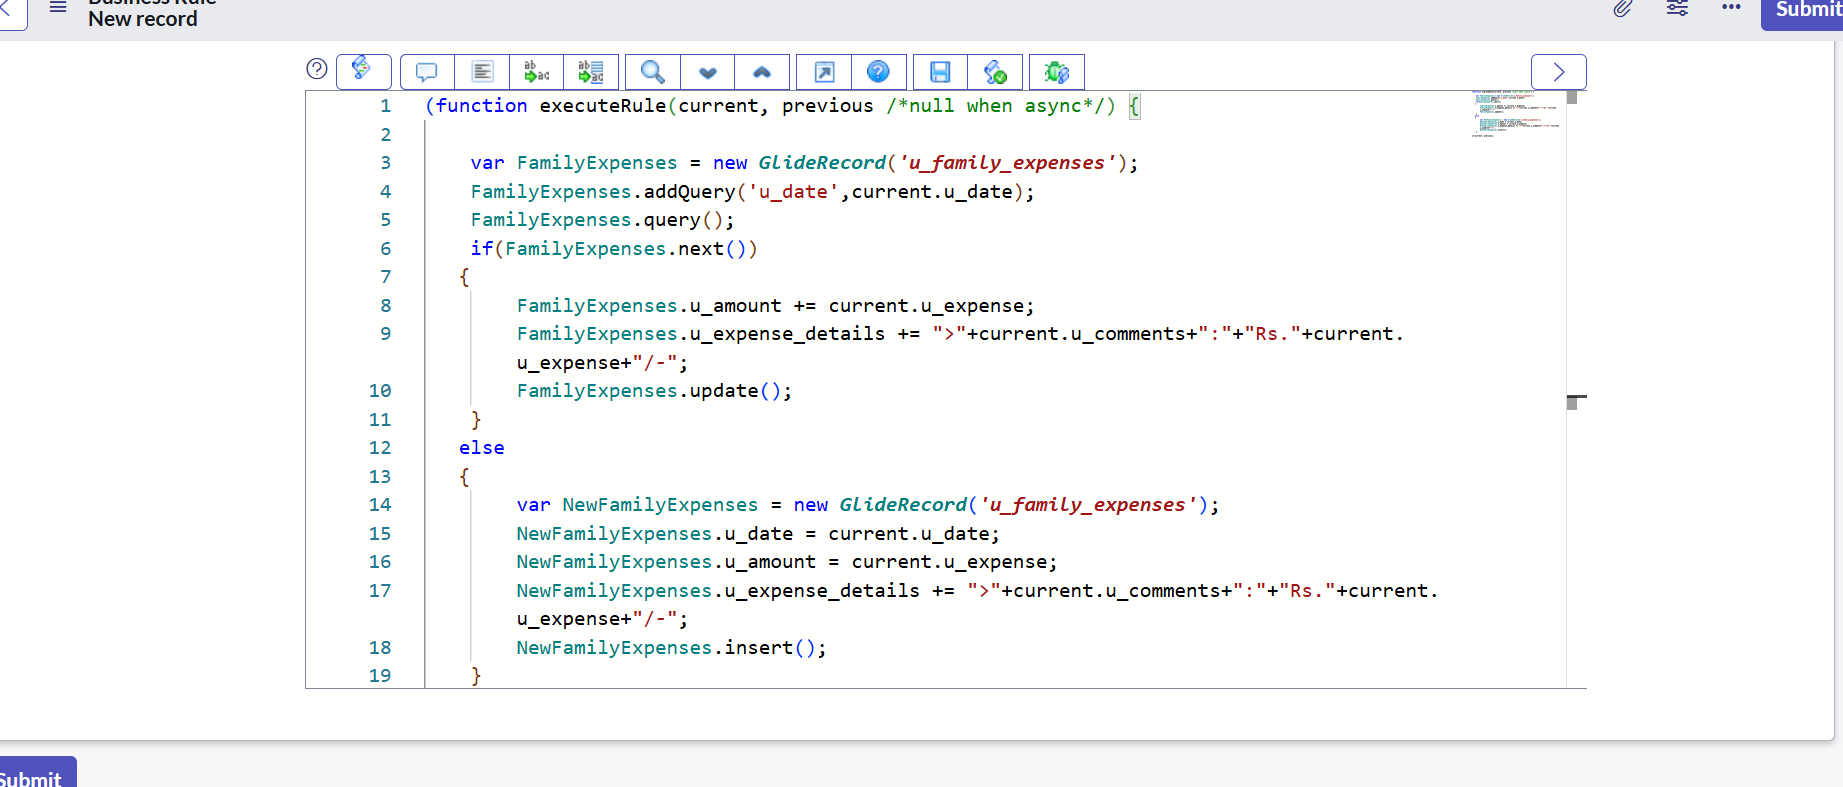 Business Rule
New record
Submit
1 (function executeRule(current, previous /*null when async*/) {
2
3 var FamilyExpenses = new GlideRecord('u_family_expenses');
4 FamilyExpenses.addQuery('u_date',current.u_date);
5 FamilyExpenses.query();
6 if(FamilyExpenses.next())
7 {
8 FamilyExpenses.u_amount += current.u_expense;
9 FamilyExpenses.u_expense_details += ">"+current.u_comments+":"+"Rs."+current.
u_expense+"/-";
10 FamilyExpenses.update();
11 }
12 else
13 {
14 var NewFamilyExpenses = new GlideRecord('u_family_expenses');
15 NewFamilyExpenses.u_date = current.u_date;
16 NewFamilyExpenses.u_amount = current.u_expense;
17 NewFamilyExpenses.u_expense_details += ">"+current.u_comments+":"+"Rs."+current.
u_expense+"/-";
18 NewFamilyExpenses.insert();
19 }
Submit